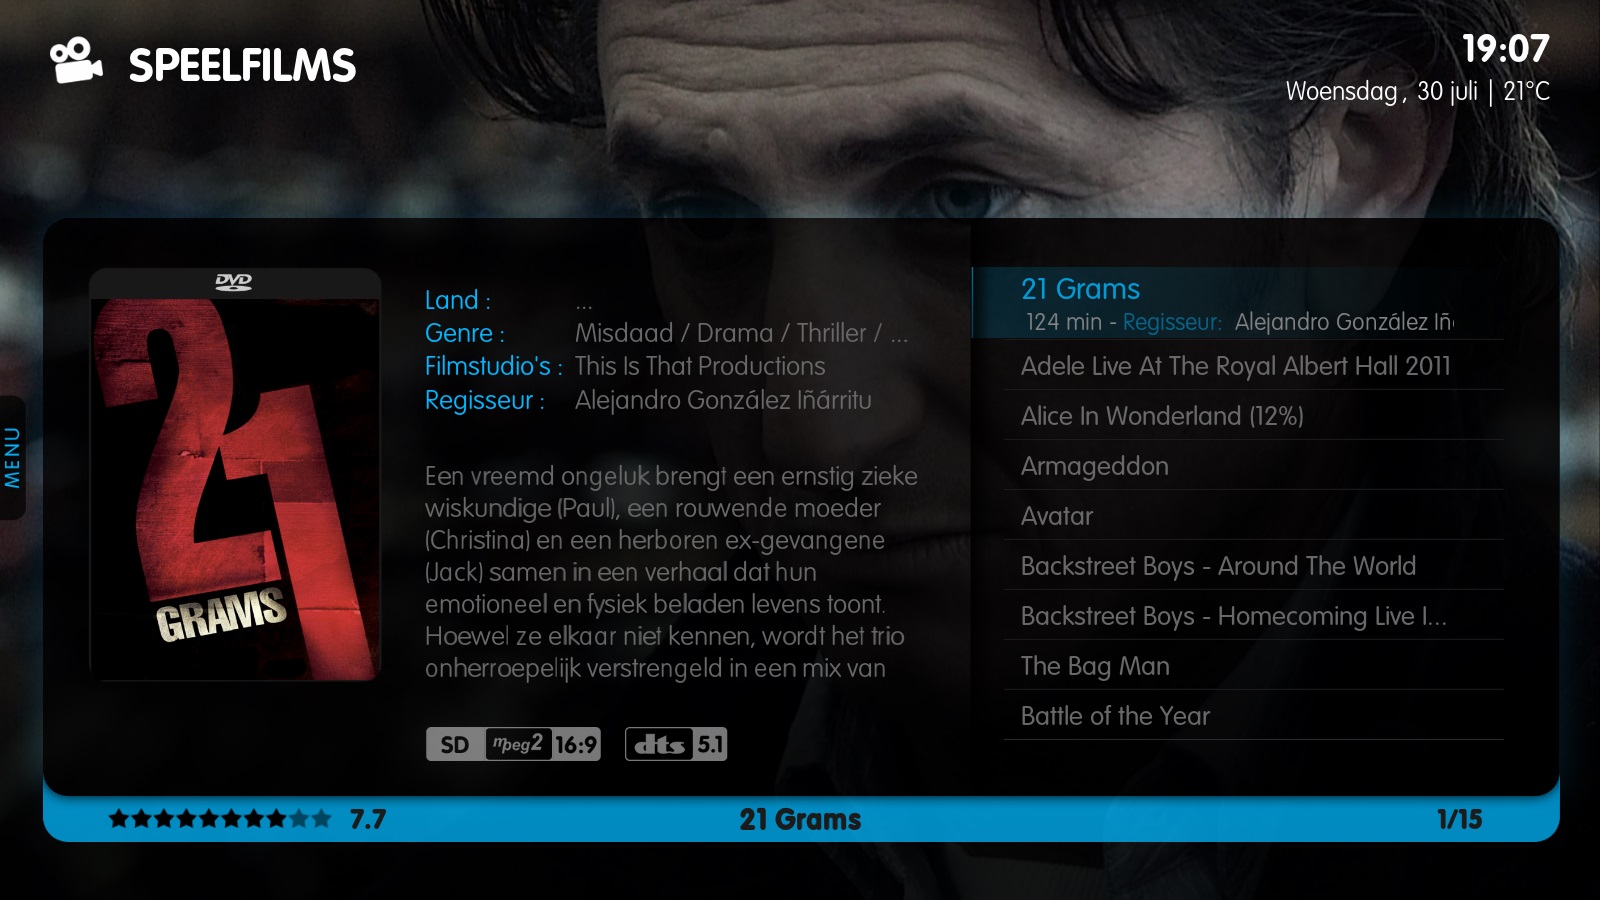 SPEELFILMS
19:07
Woensdag, 30 juli | 21°C
MENU
DVD
21
GRAMS
Land : ...
Genre : Misdaad / Drama / Thriller / ...
Filmstudio's : This Is That Productions
Regisseur : Alejandro González Iñárritu
Een vreemd ongeluk brengt een ernstig zieke
wiskundige (Paul), een rouwende moeder
(Christina) en een herboren ex-gevangene
(Jack) samen in een verhaal dat hun
emotioneel en fysiek beladen levens toont.
Hoewel ze elkaar niet kennen, wordt het trio
onherroepelijk verstrengeld in een mix van
SD mpeg2 16:9 dts 5.1
21 Grams
124 min - Regisseur: Alejandro González Iñ
Adele Live At The Royal Albert Hall 2011
Alice In Wonderland (12%)
Armageddon
Avatar
Backstreet Boys - Around The World
Backstreet Boys - Homecoming Live I...
The Bag Man
Battle of the Year
7.7
21 Grams
1/15